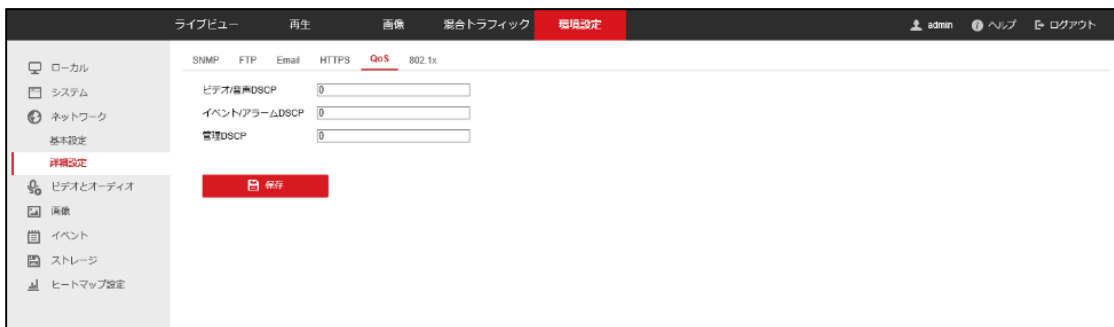 ライブビュー 再生 画像 混合トラフィック 環境設定 admin ヘルプ ログアウト
ローカル
システム
ネットワーク
基本設定
詳細設定
ビデオとオーディオ
画像
イベント
ストレージ
ヒートマップ設定
SNMP FTP Email HTTPS QoS 802.1x
ビデオ/音声DSCP 0
イベント/アラームDSCP 0
管理DSCP 0
保存